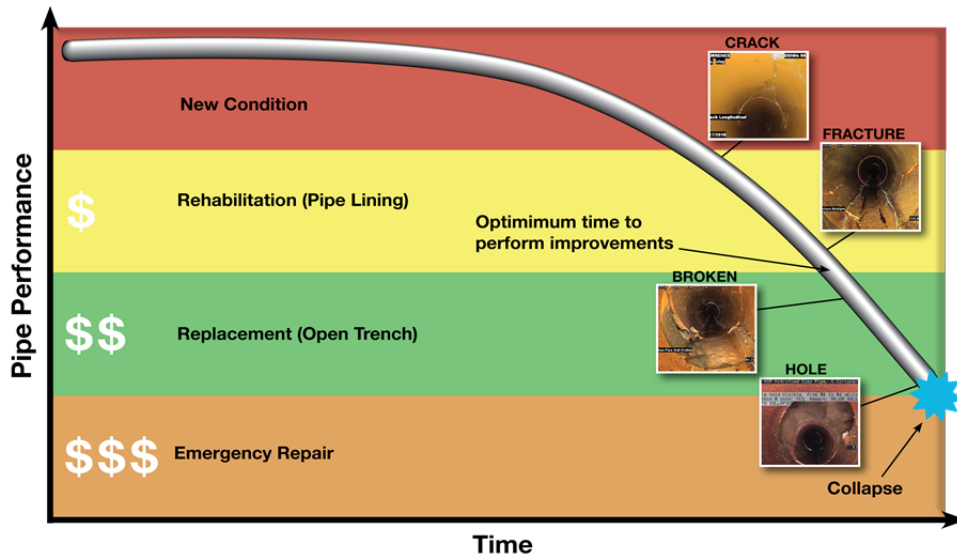 CRACK
New Condition
FRACTURE
$
Rehabilitation (Pipe Lining)
Optimimum time to
perform improvements
BROKEN
$$
Replacement (Open Trench)
HOLE
$$$
Emergency Repair
Collapse
Pipe Performance
Time